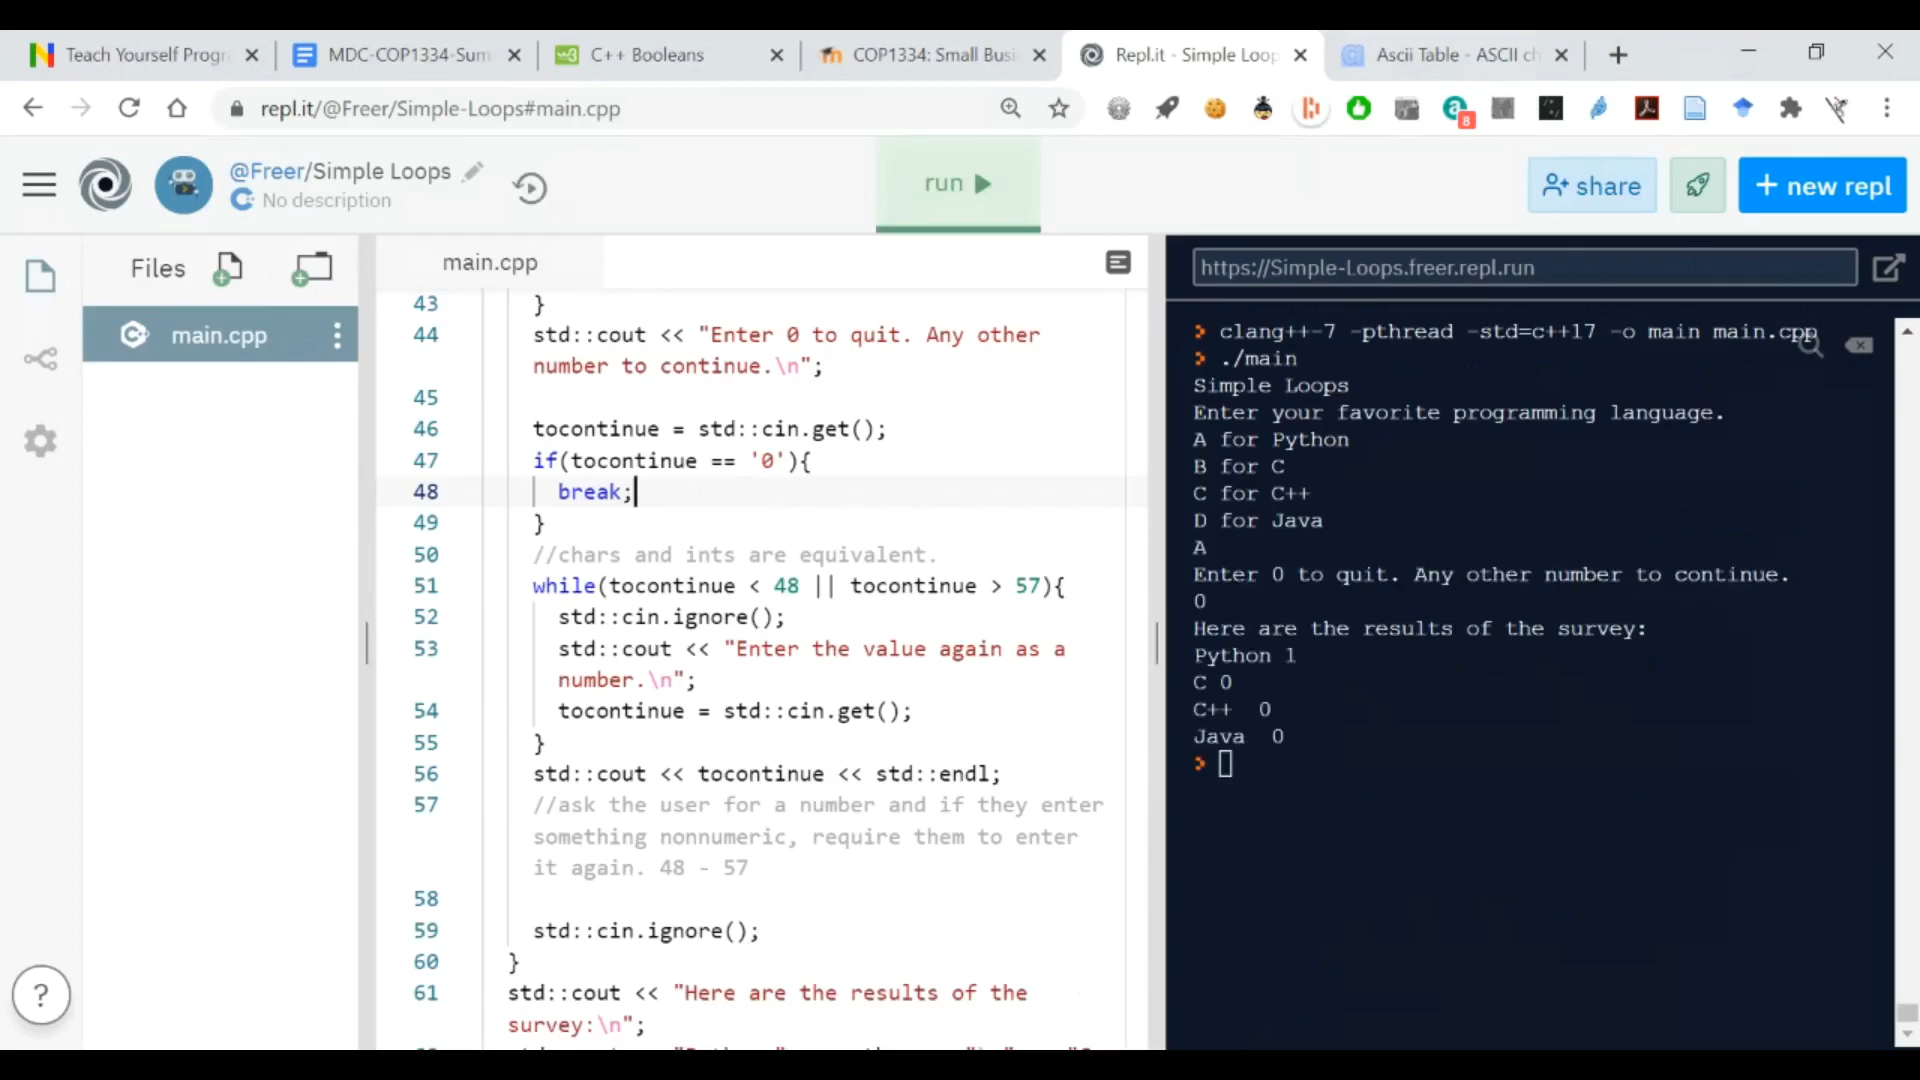 Teach Yourself Progr
MDC-COP1334-Sum
C++ Booleans
COP1334: Small Busi
Repl.it - Simple Loop
Ascii Table - ASCII ch
repl.it/@Freer/Simple-Loops#main.cpp
8
@Freer/Simple Loops
No description
run
share
+ new repl
Files
main.cpp
main.cpp
43 }
44 std::cout << "Enter 0 to quit. Any other
number to continue.\n";
45
46 tocontinue = std::cin.get();
47 if(tocontinue == '0'){
48 break;
49 }
50 //chars and ints are equivalent.
51 while(tocontinue < 48 || tocontinue > 57){
52 std::cin.ignore();
53 std::cout << "Enter the value again as a
number.\n";
54 tocontinue = std::cin.get();
55 }
56 std::cout << tocontinue << std::endl;
57 //ask the user for a number and if they enter
something nonnumeric, require them to enter
it again. 48 - 57
58
59 std::cin.ignore();
60 }
61 std::cout << "Here are the results of the
survey:\n";
https://Simple-Loops.freer.repl.run
clang++-7 -pthread -std=c++17 -o main main.cpp
./main
Simple Loops
Enter your favorite programming language.
A for Python
B for C
C for C++
D for Java
A
Enter 0 to quit. Any other number to continue.
0
Here are the results of the survey:
Python 1
C 0
C++  0
Java  0
?